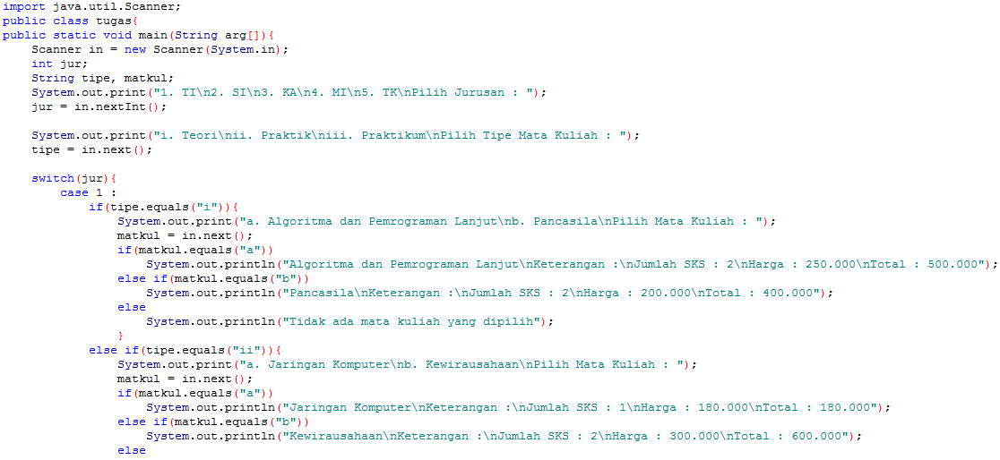 import java.util.Scanner;
public class tugas{
public static void main(String arg[]){
    Scanner in = new Scanner(System.in);
    int jur;
    String tipe, matkul;
    System.out.print("1. TI\n2. SI\n3. KA\n4. MI\n5. TK\nPilih Jurusan : ");
    jur = in.nextInt();

    System.out.print("i. Teori\nii. Praktik\niii. Praktikum\nPilih Tipe Mata Kuliah : ");
    tipe = in.next();

    switch(jur){
        case 1 :
            if(tipe.equals("i")){
                System.out.print("a. Algoritma dan Pemrograman Lanjut\nb. Pancasila\nPilih Mata Kuliah : ");
                matkul = in.next();
                if(matkul.equals("a"))
                    System.out.println("Algoritma dan Pemrograman Lanjut\nKeterangan :\nJumlah SKS : 2\nHarga : 250.000\nTotal : 500.000");
                else if(matkul.equals("b"))
                    System.out.println("Pancasila\nKeterangan :\nJumlah SKS : 2\nHarga : 200.000\nTotal : 400.000");
                else
                    System.out.println("Tidak ada mata kuliah yang dipilih");
                }
            else if(tipe.equals("ii")){
                System.out.print("a. Jaringan Komputer\nb. Kewirausahaan\nPilih Mata Kuliah : ");
                matkul = in.next();
                if(matkul.equals("a"))
                    System.out.println("Jaringan Komputer\nKeterangan :\nJumlah SKS : 1\nHarga : 180.000\nTotal : 180.000");
                else if(matkul.equals("b"))
                    System.out.println("Kewirausahaan\nKeterangan :\nJumlah SKS : 2\nHarga : 300.000\nTotal : 600.000");
                else